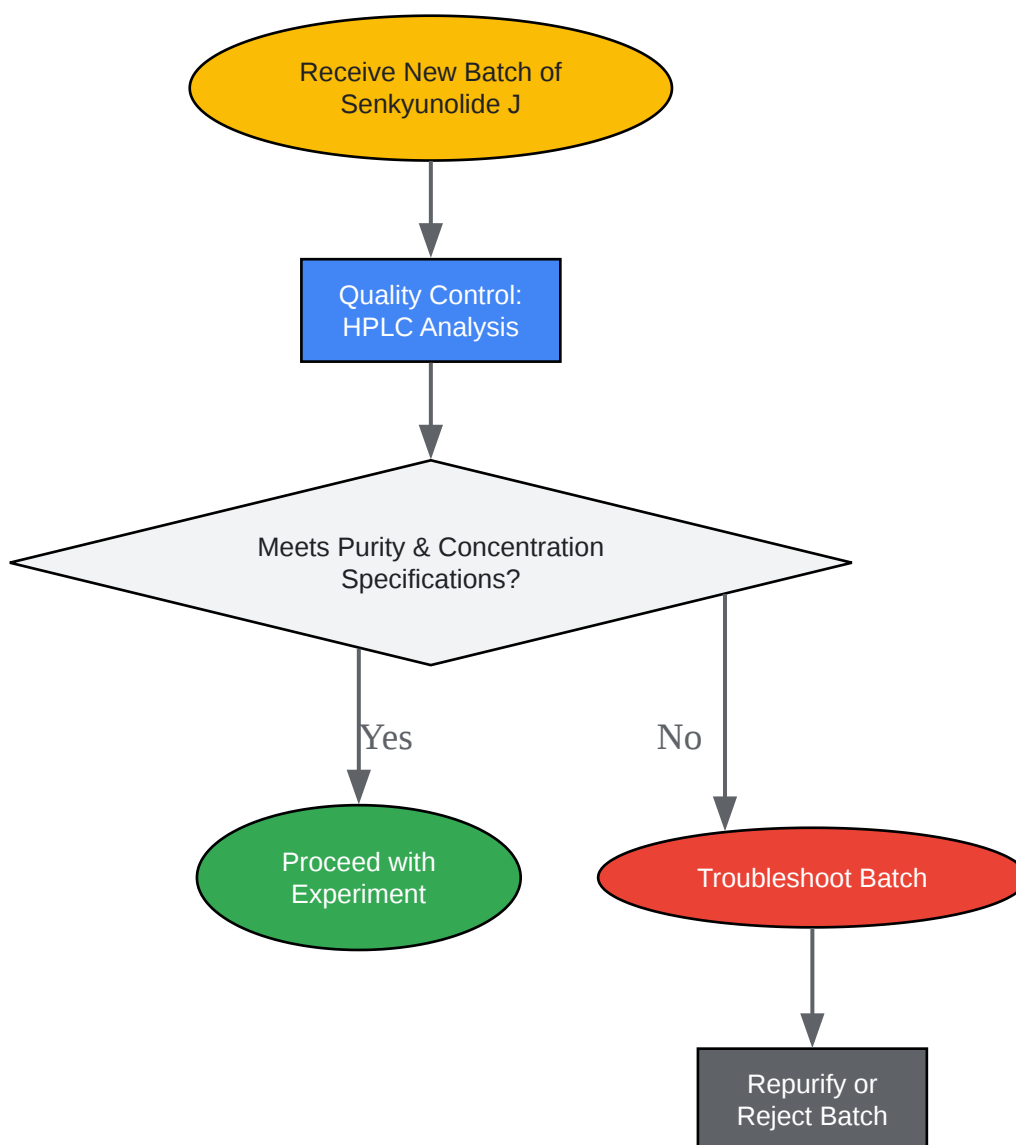 Receive New Batch of
Senkyunolide J
Quality Control:
HPLC Analysis
Meets Purity & Concentration
Specifications?
Yes
No
Proceed with
Experiment
Troubleshoot Batch
Repurify or
Reject Batch